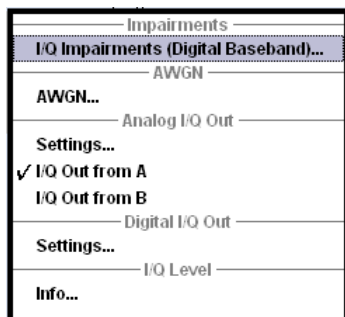 Impairments
I/Q Impairments (Digital Baseband)...
AWGN
AWGN...
Analog I/Q Out
Settings...
✓ I/Q Out from A
I/Q Out from B
Digital I/Q Out
Settings...
I/Q Level
Info...